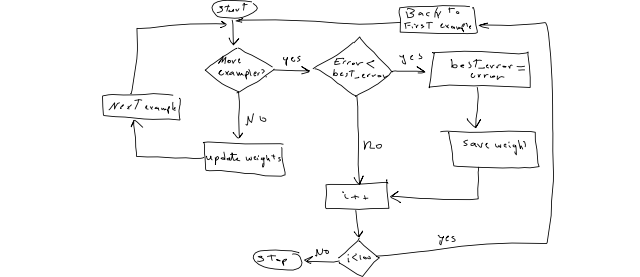 Start
Back To
First example
More
examples?
yes
Error<
best_error
yes
best_error=
error
Next example
No
update weights
no
save weight
i++
Stop
No
i<100
yes